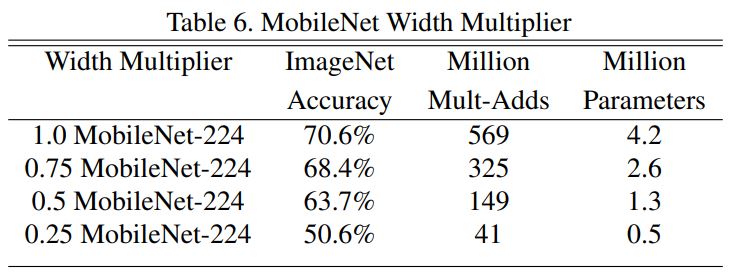 Table 6. MobileNet Width Multiplier
Width Multiplier ImageNet Million Million
Accuracy Mult-Adds Parameters
1.0 MobileNet-224 70.6% 569 4.2
0.75 MobileNet-224 68.4% 325 2.6
0.5 MobileNet-224 63.7% 149 1.3
0.25 MobileNet-224 50.6% 41 0.5